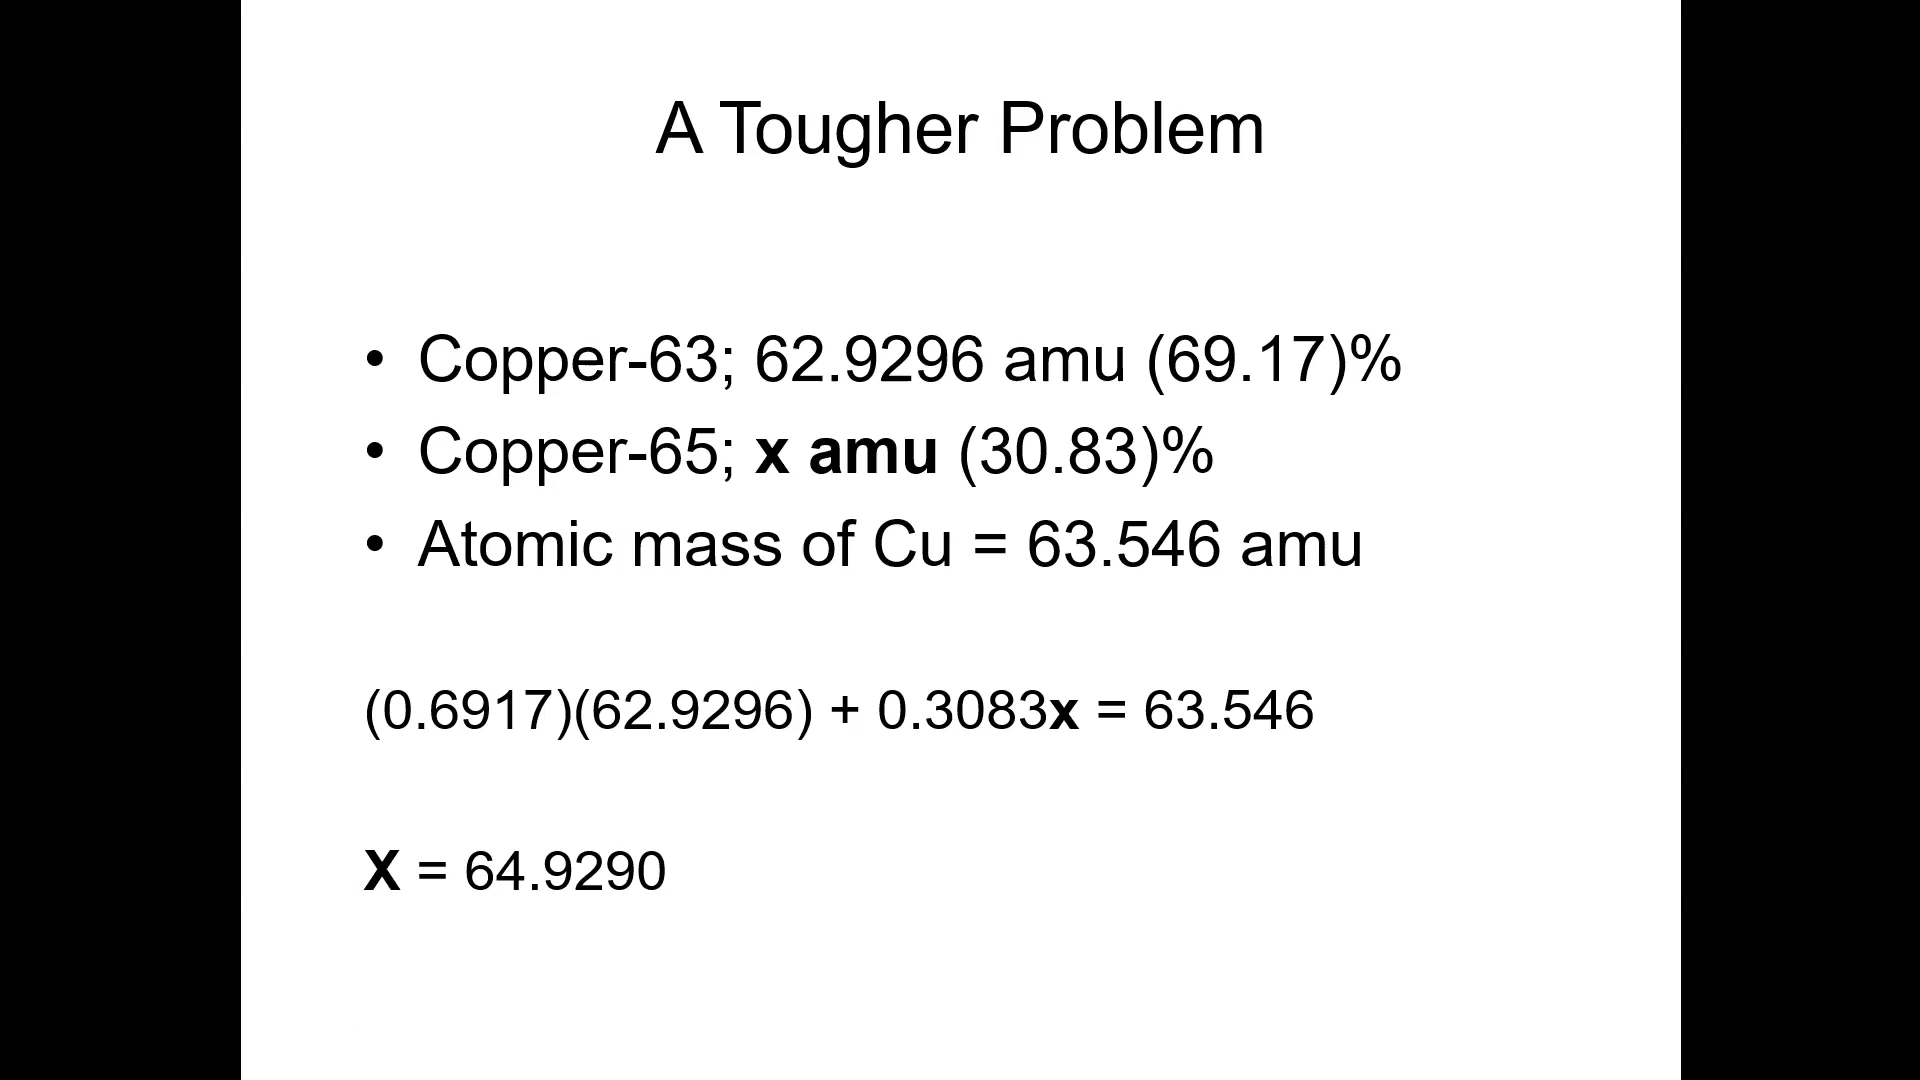 A Tougher Problem
• Copper-63; 62.9296 amu (69.17)%
• Copper-65; x amu (30.83)%
• Atomic mass of Cu = 63.546 amu
(0.6917)(62.9296) + 0.3083x = 63.546
X = 64.9290